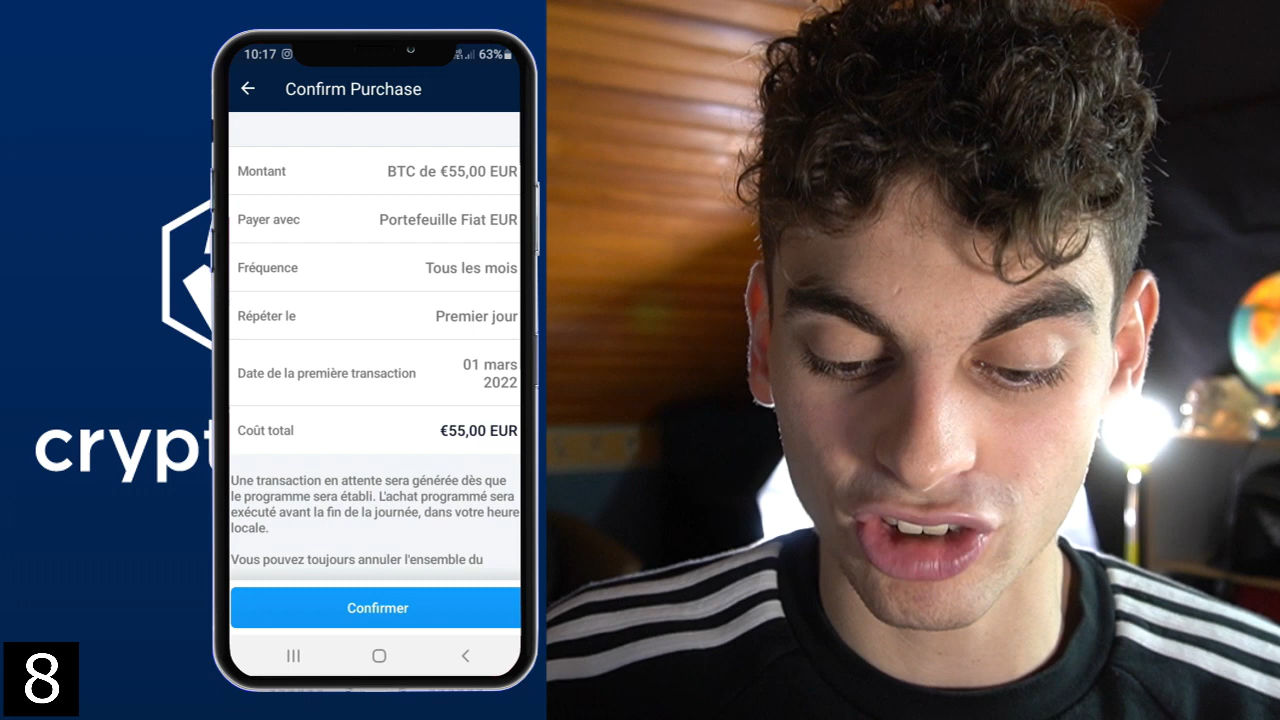 10:17
63%
Confirm Purchase
Montant
BTC de €55,00 EUR
Payer avec
Portefeuille Fiat EUR
Fréquence
Tous les mois
Répéter le
Premier jour
Date de la première transaction
01 mars
2022
Coût total
€55,00 EUR
Une transaction en attente sera générée dès que
le programme sera établi. L'achat programmé sera
exécuté avant la fin de la journée, dans votre heure
locale.
Vous pouvez toujours annuler l'ensemble du
Confirmer
crypt
8